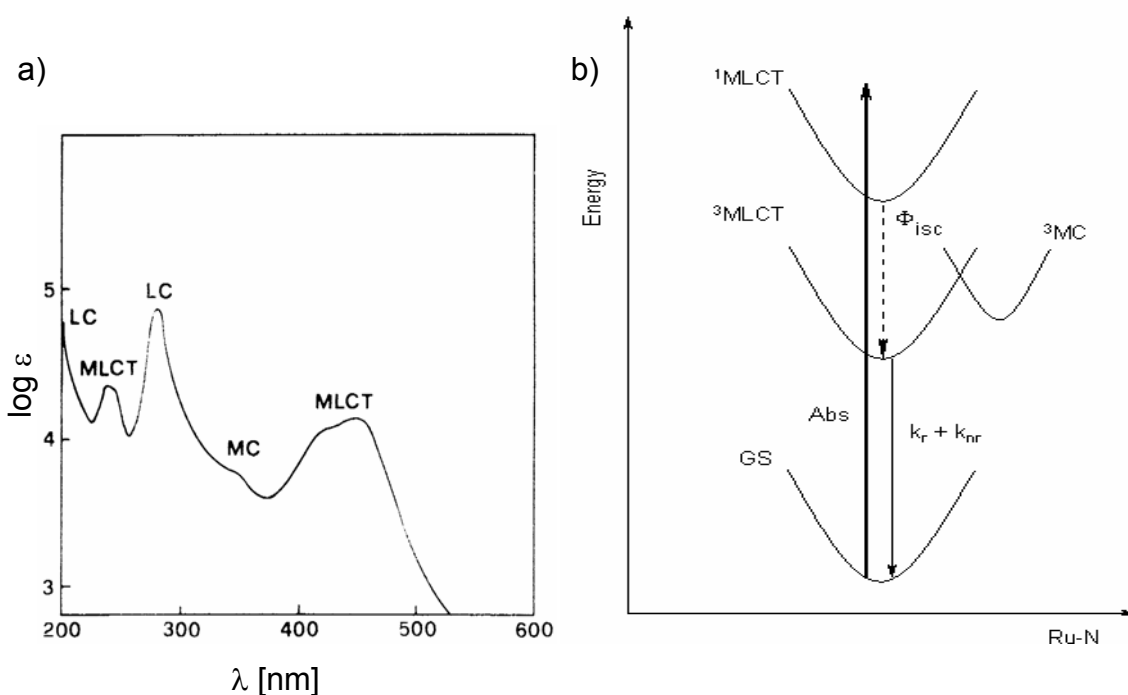 a)
LC
MLCT
LC
MC
MLCT
log ε
5
4
3
200 300 400 500 600
λ [nm]
b)
Energy
¹MLCT
³MLCT
Φisc
³MC
Abs
kr + knr
GS
Ru-N